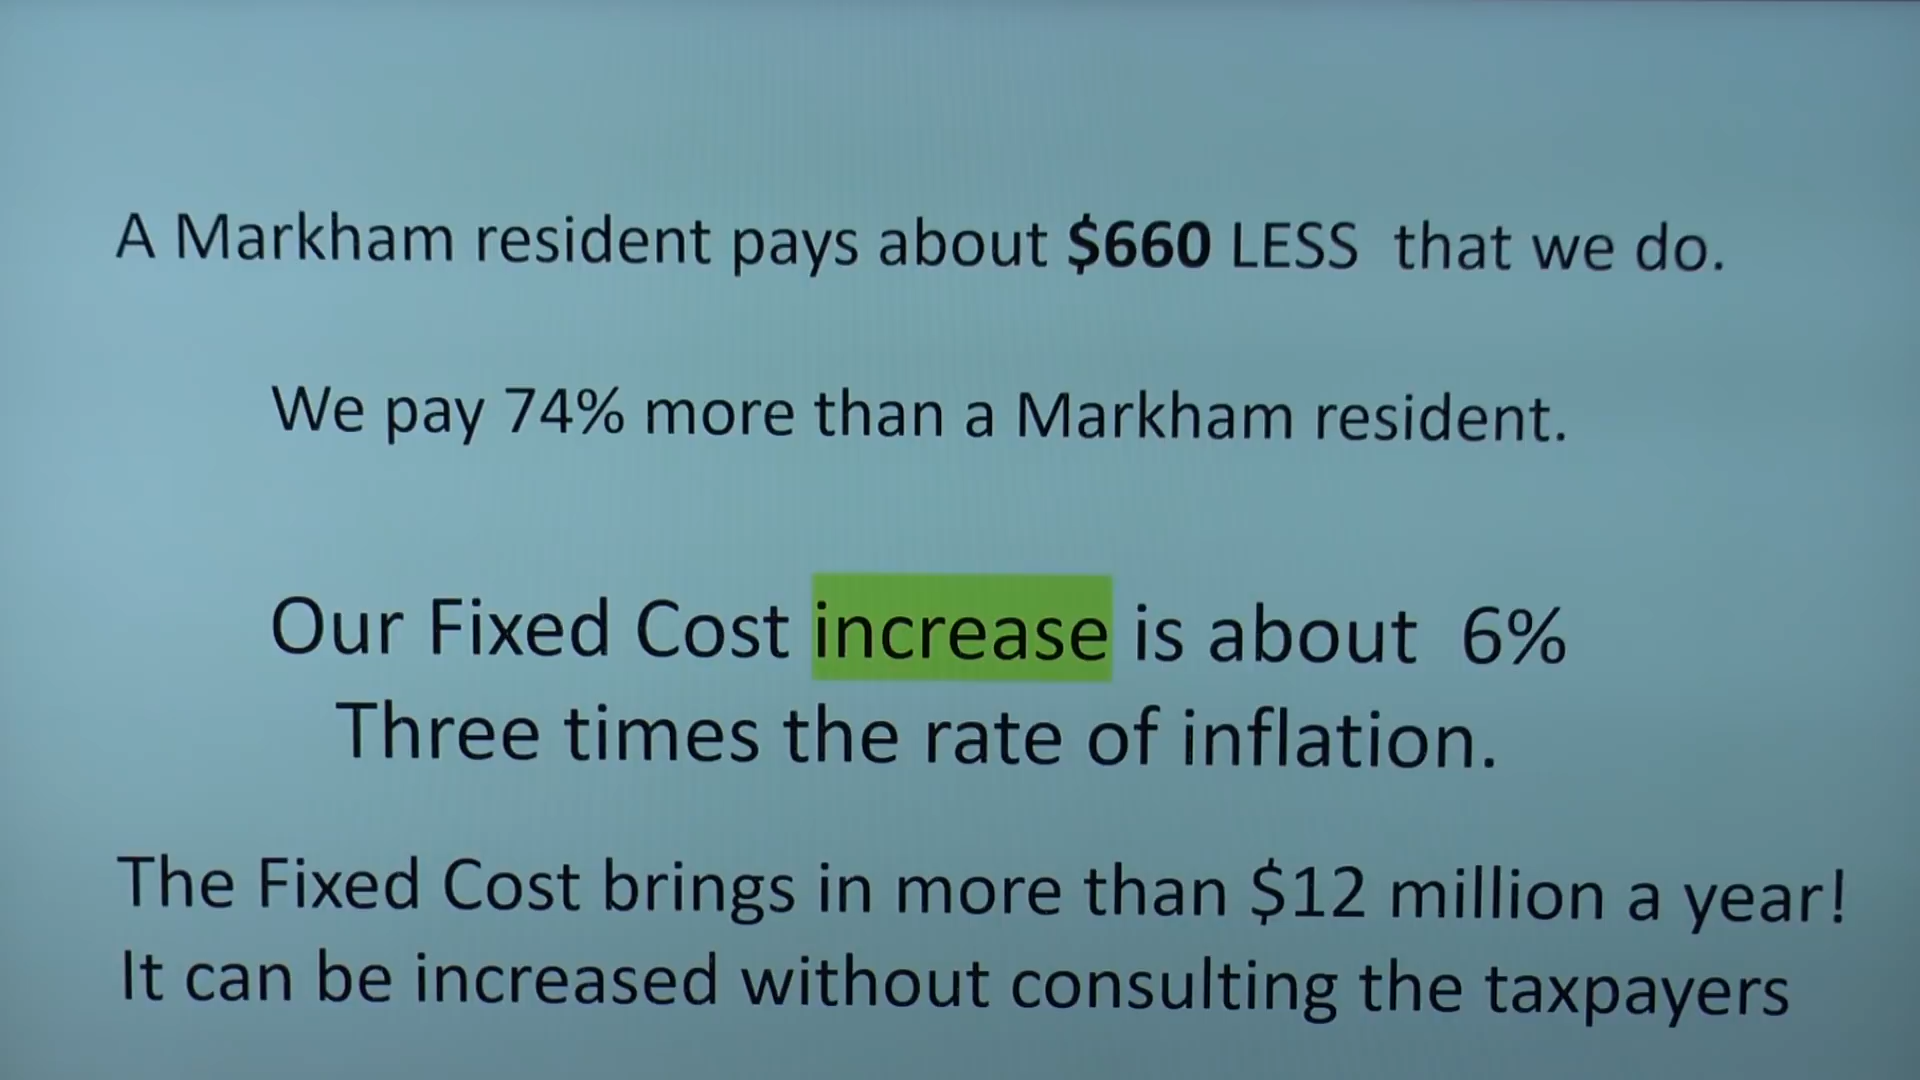 A Markham resident pays about $660 LESS that we do.
We pay 74% more than a Markham resident.
Our Fixed Cost increase is about 6%
Three times the rate of inflation.
The Fixed Cost brings in more than $12 million a year!
It can be increased without consulting the taxpayers